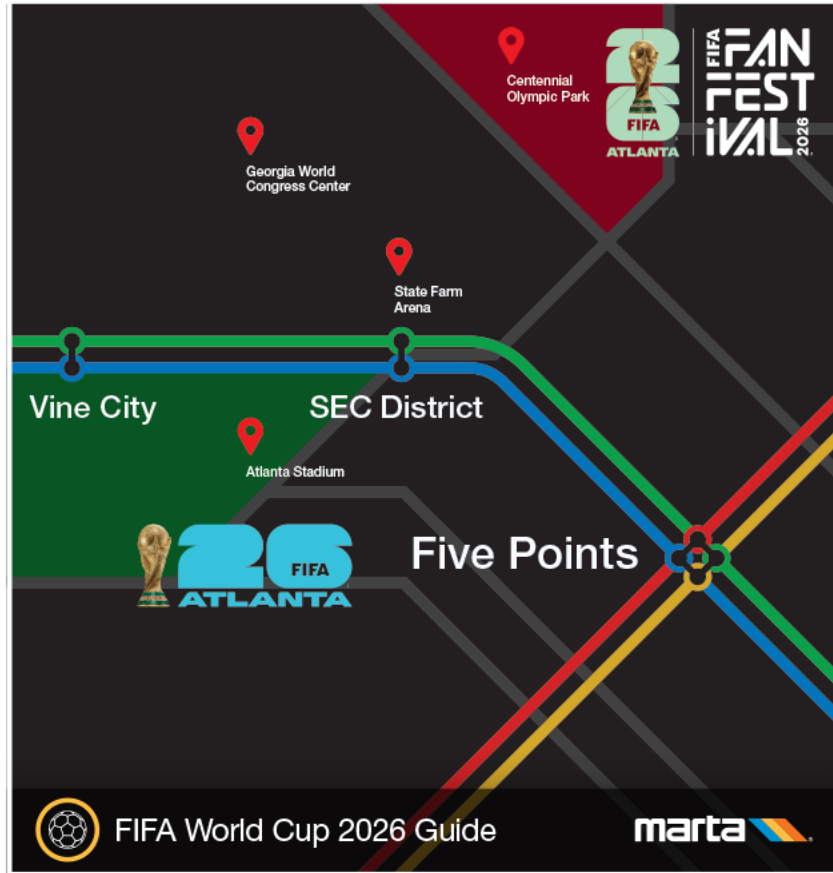 Centennial
Olympic Park
26
FIFA
ATLANTA
FIFA
FAN
FEST
iVAL
2026
Georgia World
Congress Center
State Farm
Arena
Vine City
SEC District
Atlanta Stadium
26
FIFA
ATLANTA
Five Points
FIFA World Cup 2026 Guide
marta